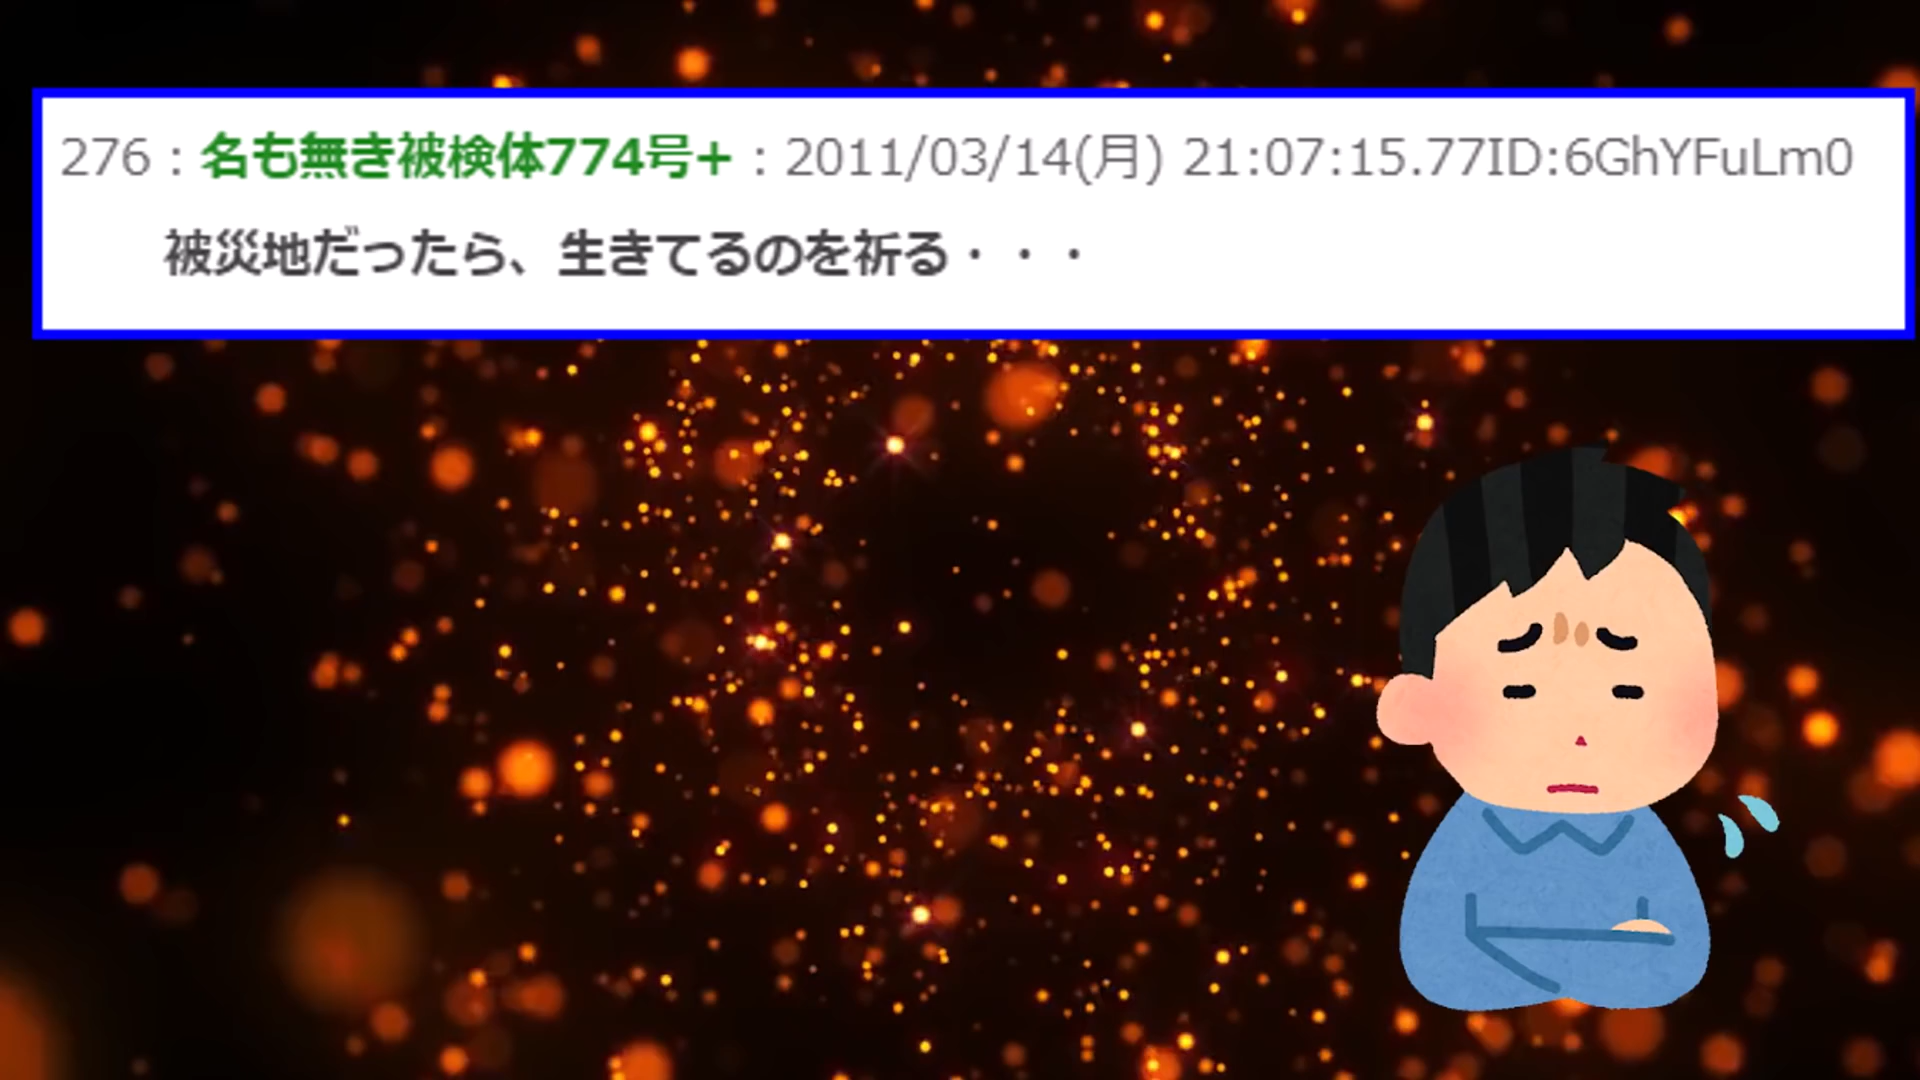 276：名も無き被検体774号+：2011/03/14(月) 21:07:15.77ID:6GhYFuLm0
被災地だったら、生きてるのを祈る・・・